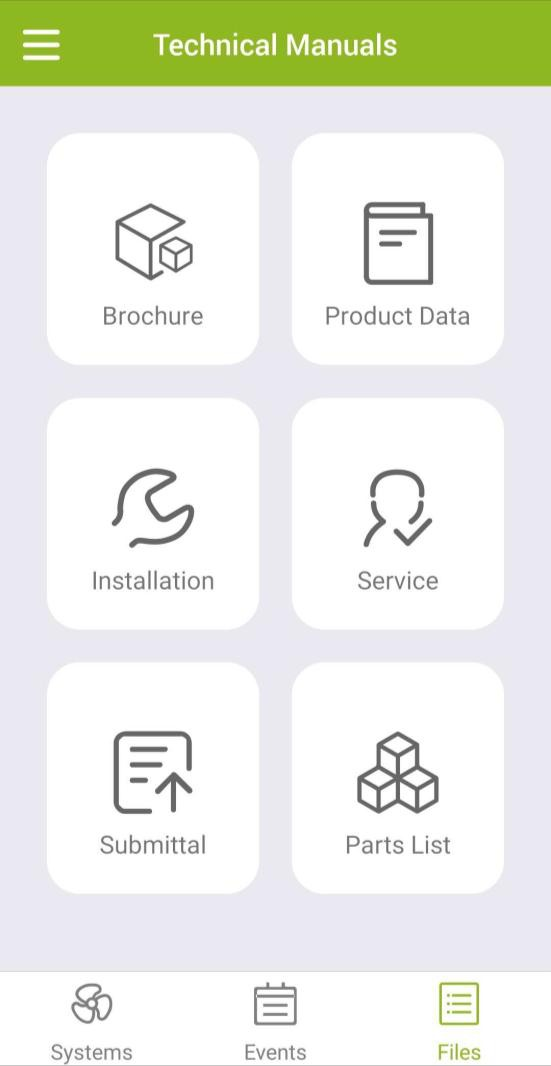 Technical Manuals
Brochure
Product Data
Installation
Service
Submittal
Parts List
Systems
Events
Files